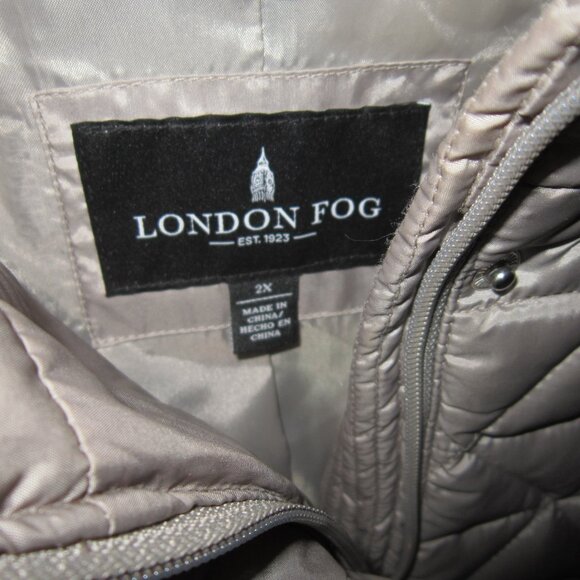 LONDON FOG
EST. 1923
2X
MADE IN
CHINA/
HECHO EN
CHINA